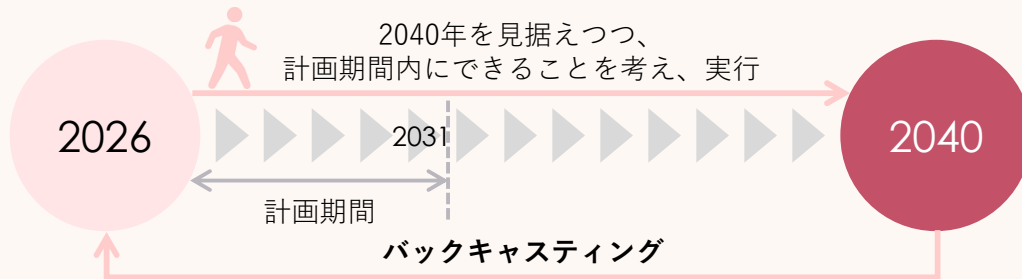 2040年を見据えつつ、
計画期間内にできることを考え、実行
2026
2031
2040
計画期間
バックキャスティング